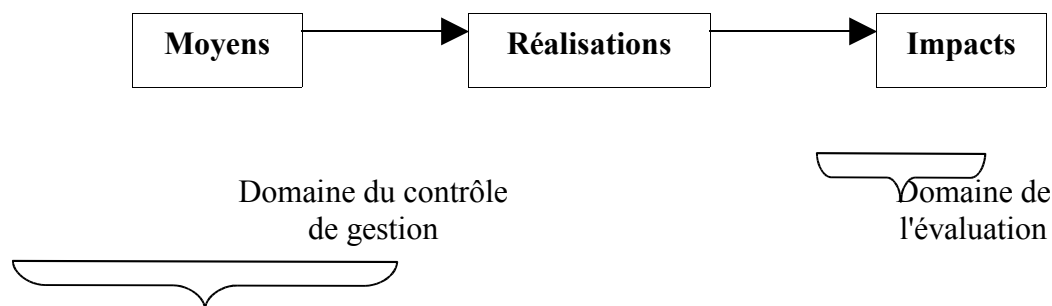 Moyens Réalisations Impacts
Domaine du contrôle
de gestion
Domaine de
l'évaluation